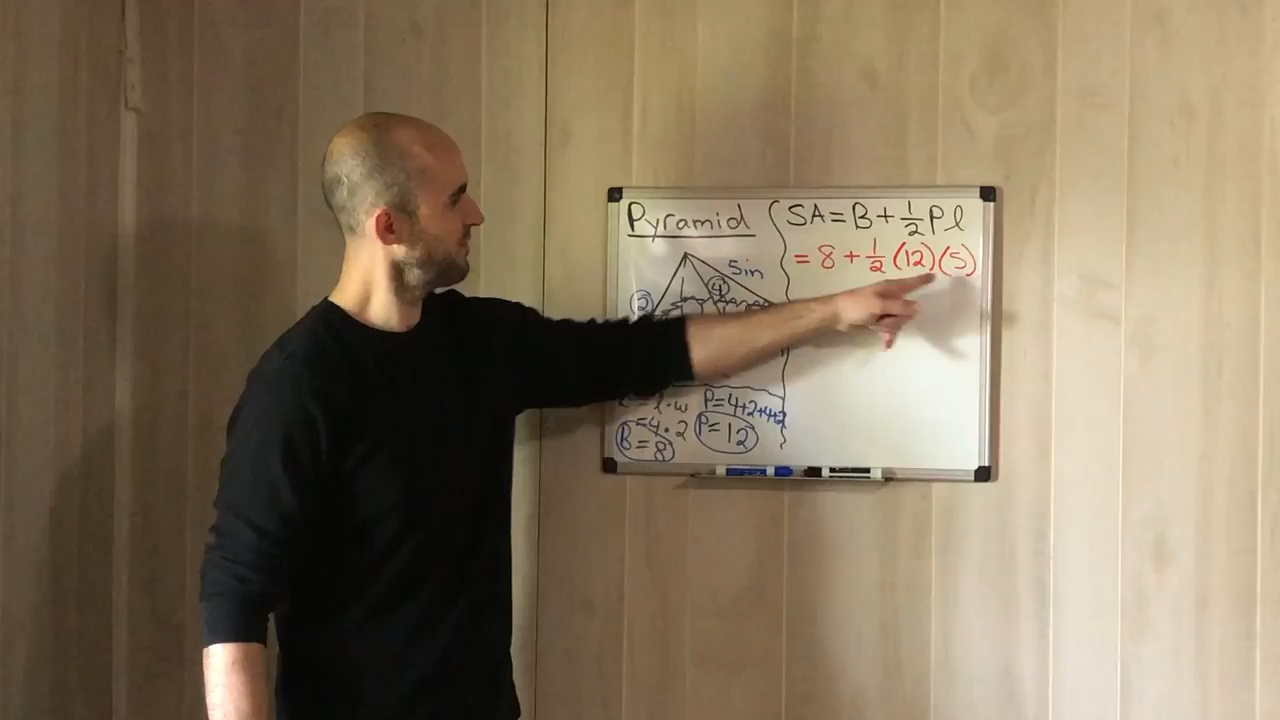 Pyramid
5in
2
4
= l·w
= 4·2
B = 8
P=4+2+4+2
P=12
SA = B + 1/2 Pl
= 8 + 1/2 (12)(5)